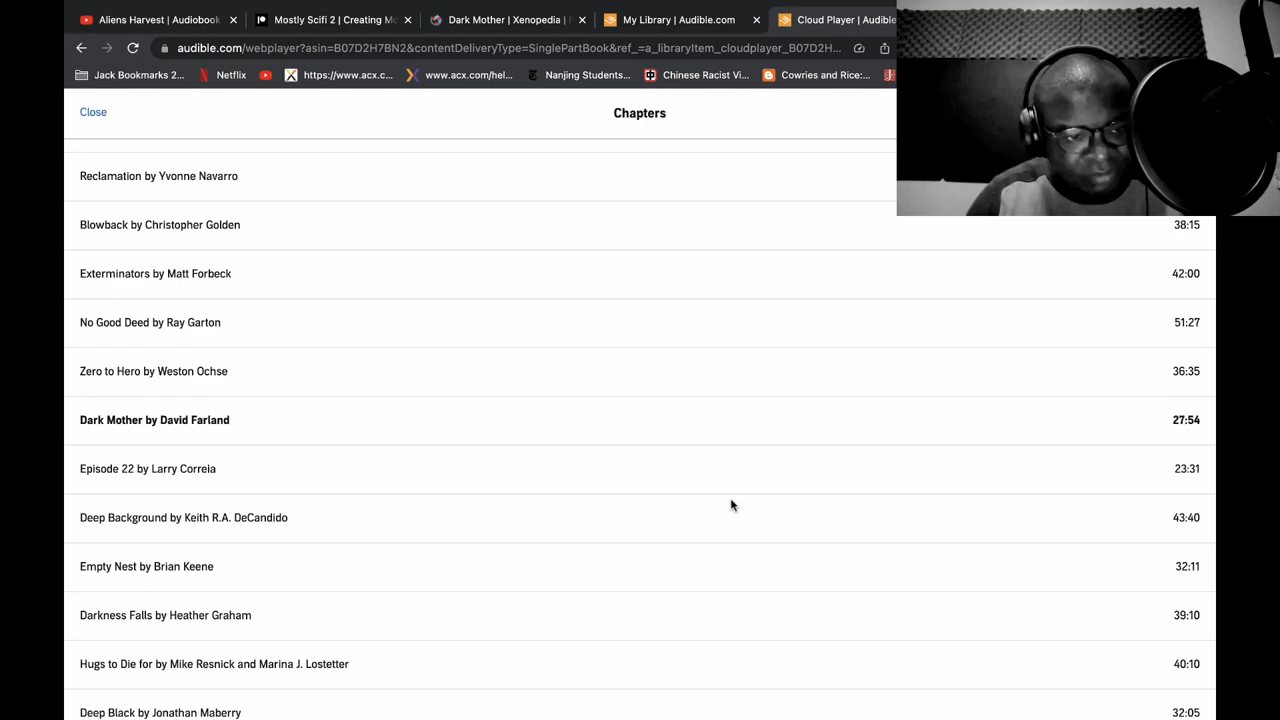 Aliens Harvest | Audiobook
Mostly Scifi 2 | Creating Mo
Dark Mother | Xenopedia |
My Library | Audible.com
Cloud Player | Audible
audible.com/webplayer?asin=B07D2H7BN2&contentDeliveryType=SinglePartBook&ref_=a_libraryItem_cloudplayer_B07D2H...
Jack Bookmarks 2...
Netflix
https://www.acx.c...
www.acx.com/hel...
Nanjing Students...
Chinese Racist Vi...
Cowries and Rice:...
Close
Chapters
Reclamation by Yvonne Navarro
Blowback by Christopher Golden 38:15
Exterminators by Matt Forbeck 42:00
No Good Deed by Ray Garton 51:27
Zero to Hero by Weston Ochse 36:35
Dark Mother by David Farland 27:54
Episode 22 by Larry Correia 23:31
Deep Background by Keith R.A. DeCandido 43:40
Empty Nest by Brian Keene 32:11
Darkness Falls by Heather Graham 39:10
Hugs to Die for by Mike Resnick and Marina J. Lostetter 40:10
Deep Black by Jonathan Maberry 32:05